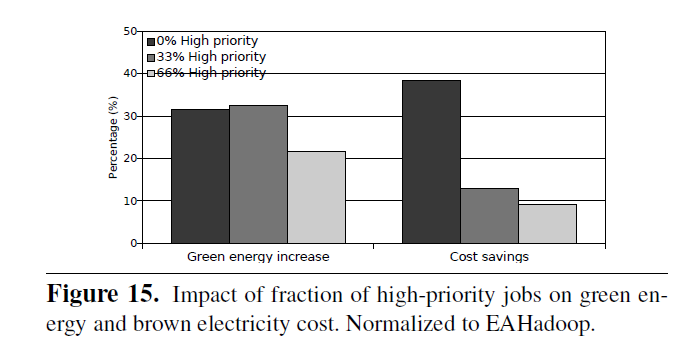 50
0% High priority
33% High priority
40
66% High priority
30
20
10
0
Percentage (%)
Green energy increase
Cost savings
Figure 15. Impact of fraction of high-priority jobs on green en-
ergy and brown electricity cost. Normalized to EAHadoop.